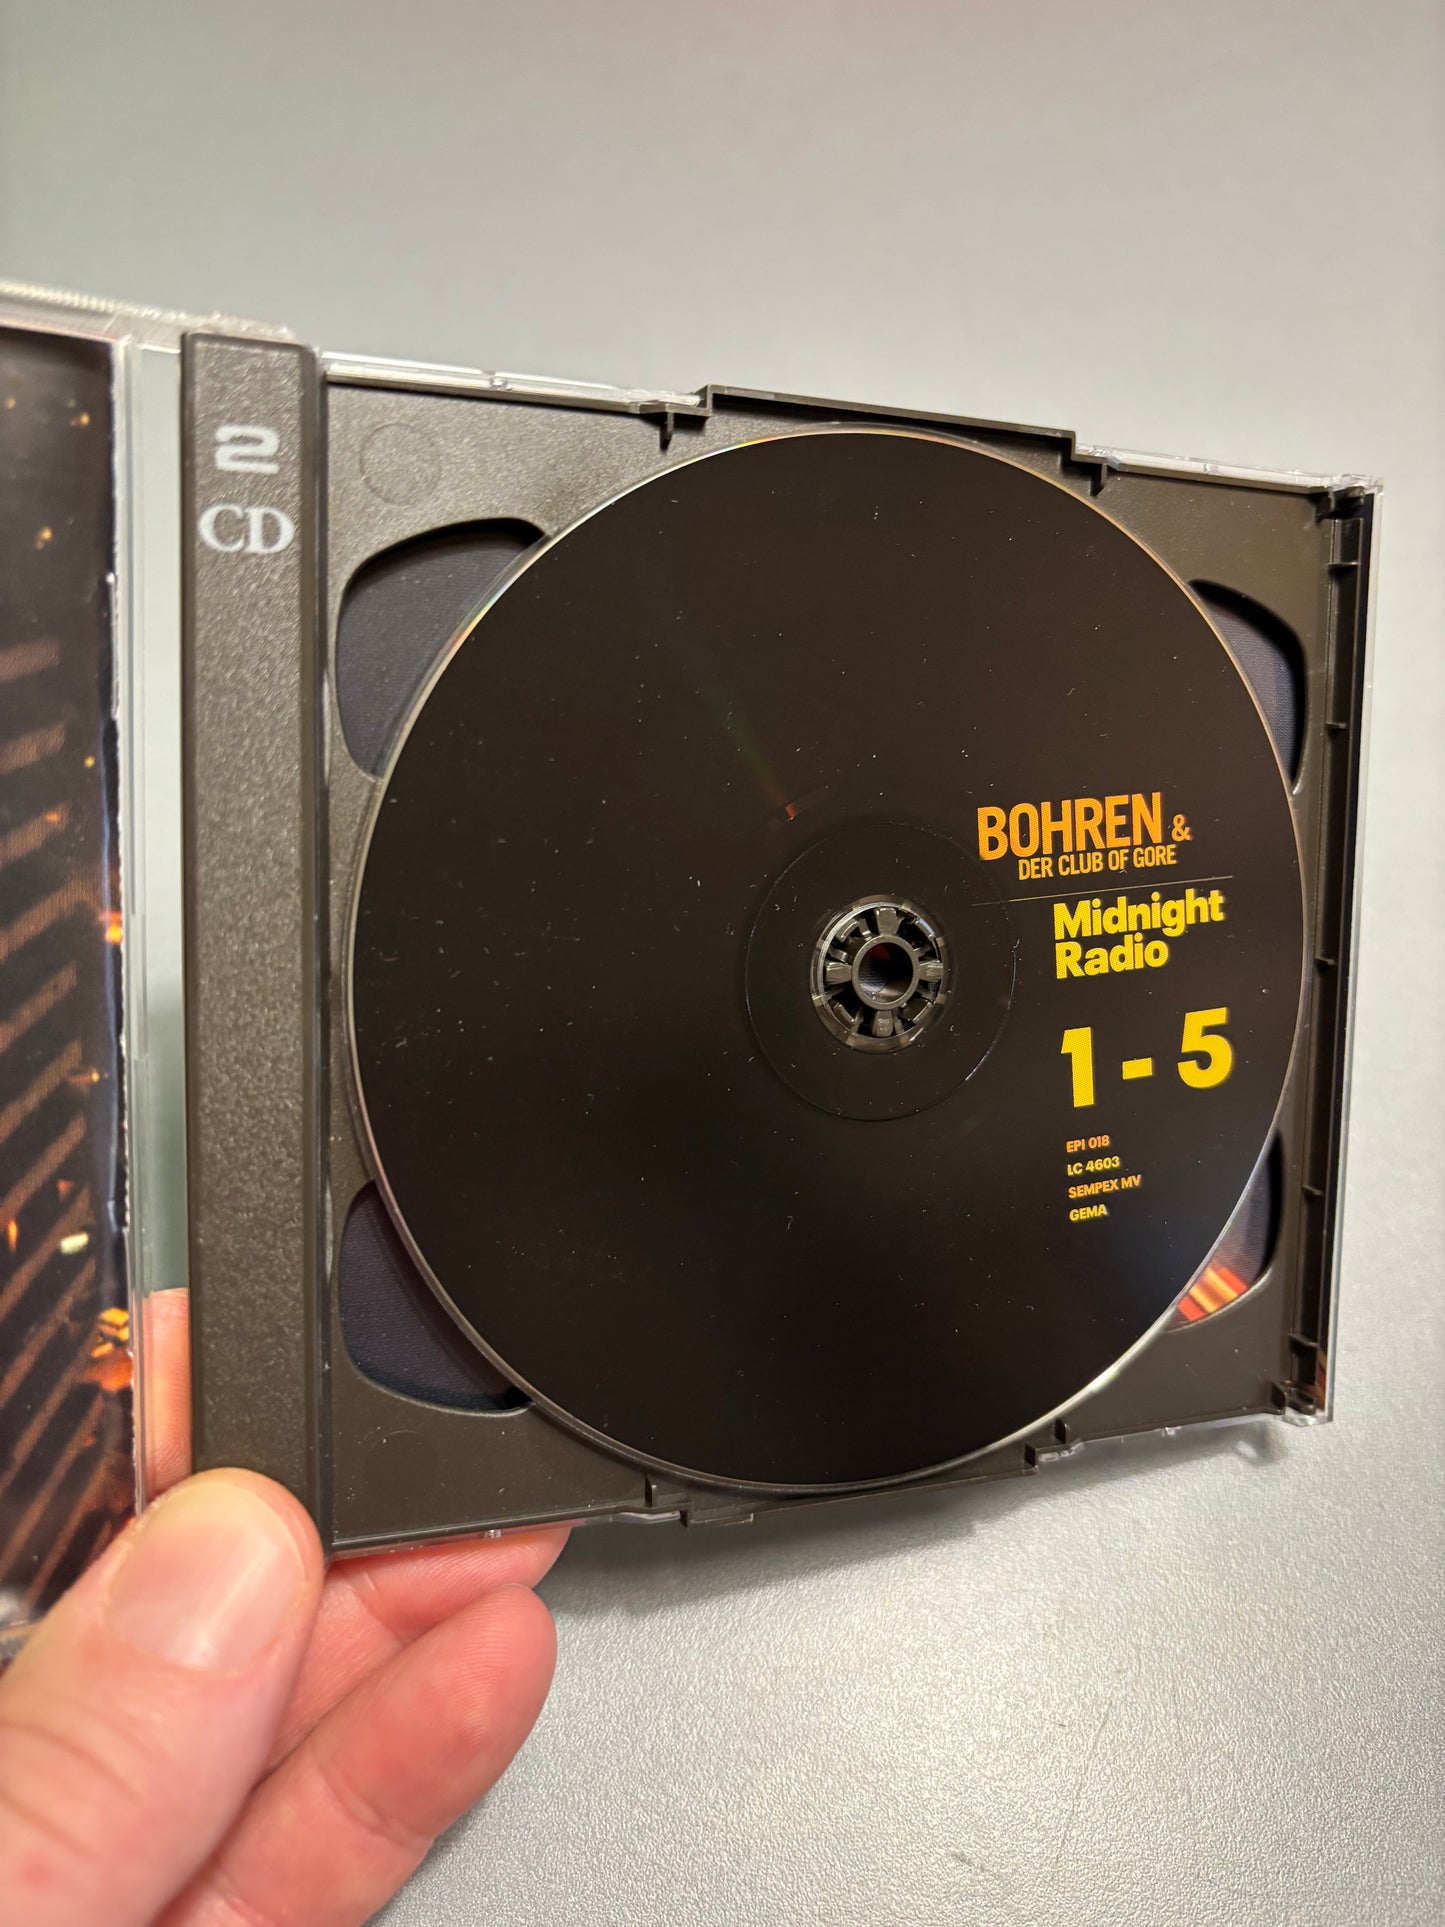 2
CD
BOHREN &
DER CLUB OF GORE
Midnight
Radio
1 - 5
EPI 018
LC 4603
SEMPEX MV
GEMA